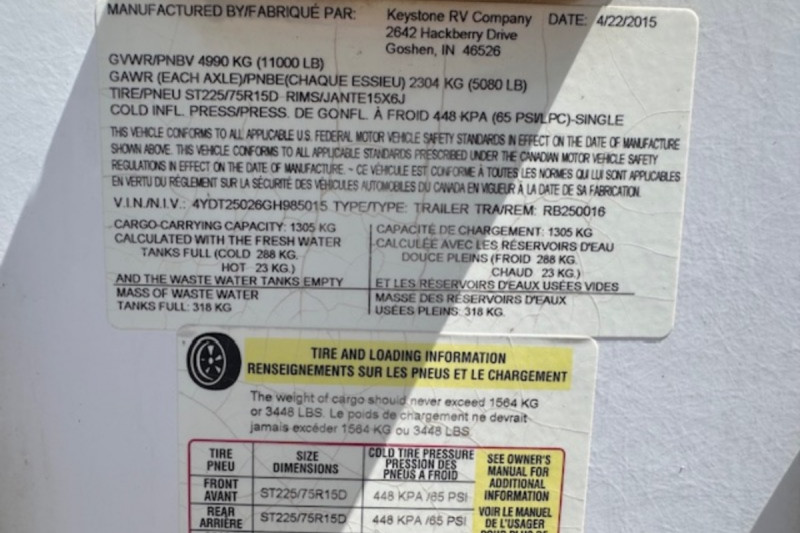 MANUFACTURED BY/FABRIQUÉ PAR: Keystone RV Company DATE: 4/22/2015
2642 Hackberry Drive
Goshen, IN 46526
GVWR/PNBV 4990 KG (11000 LB)
GAWR (EACH AXLE)/PNBE(CHAQUE ESSIEU) 2304 KG (5080 LB)
TIRE/PNEU ST225/75R15D RIMS/JANTE15X6J
COLD INFL. PRESS/PRESS. DE GONFL. À FROID 448 KPA (65 PSI/LPC)-SINGLE
THIS VEHICLE CONFORMS TO ALL APPLICABLE U.S. FEDERAL MOTOR VEHICLE SAFETY STANDARDS IN EFFECT ON THE DATE OF MANUFACTURE
SHOWN ABOVE. THIS VEHICLE CONFORMS TO ALL APPLICABLE STANDARDS PRESCRIBED UNDER THE CANADIAN MOTOR VEHICLE SAFETY
REGULATIONS IN EFFECT ON THE DATE OF MANUFACTURE. - CE VÉHICULE EST CONFORME À TOUTES LES NORMES QUI LUI SONT APPLICABLES
EN VERTU DU RÈGLEMENT SUR LA SÉCURITÉ DES VÉHICULES AUTOMOBILES DU CANADA EN VIGUEUR À LA DATE DE SA FABRICATION.
V.I.N./N.I.V.: 4YDT25026GH985015 TYPE/TYPE: TRAILER TRA/REM: RB250016
CARGO-CARRYING CAPACITY: 1305 KG
CALCULATED WITH THE FRESH WATER
TANKS FULL (COLD 288 KG.
HOT 23 KG.)
AND THE WASTE WATER TANKS EMPTY
MASS OF WASTE WATER
TANKS FULL: 318 KG
CAPACITÉ DE CHARGEMENT: 1305 KG
CALCULÉE AVEC LES RÉSERVOIRS D'EAU
DOUCE PLEINS (FROID 288 KG.
CHAUD 23 KG.)
ET LES RÉSERVOIRS D'EAUX USÉES VIDES
MASSE DES RÉSERVOIRS D'EAUX
USÉES PLEINS: 318 KG.
TIRE AND LOADING INFORMATION
RENSEIGNEMENTS SUR LES PNEUS ET LE CHARGEMENT
The weight of cargo should never exceed 1564 KG
or 3448 LBS. Le poids de chargement ne devrait
jamais excéder 1564 KG ou 3448 LBS
TIRE
PNEU
SIZE
DIMENSIONS
COLD TIRE PRESSURE
PRESSION DES
PNEUS A FROID
FRONT
AVANT
ST225/75R15D
448 KPA /65 PSI
REAR
ARRIÈRE
ST225/75R15D
448 KPA /65 PSI
SEE OWNER'S
MANUAL FOR
ADDITIONAL
INFORMATION
VOIR LE MANUEL
DE L'USAGER